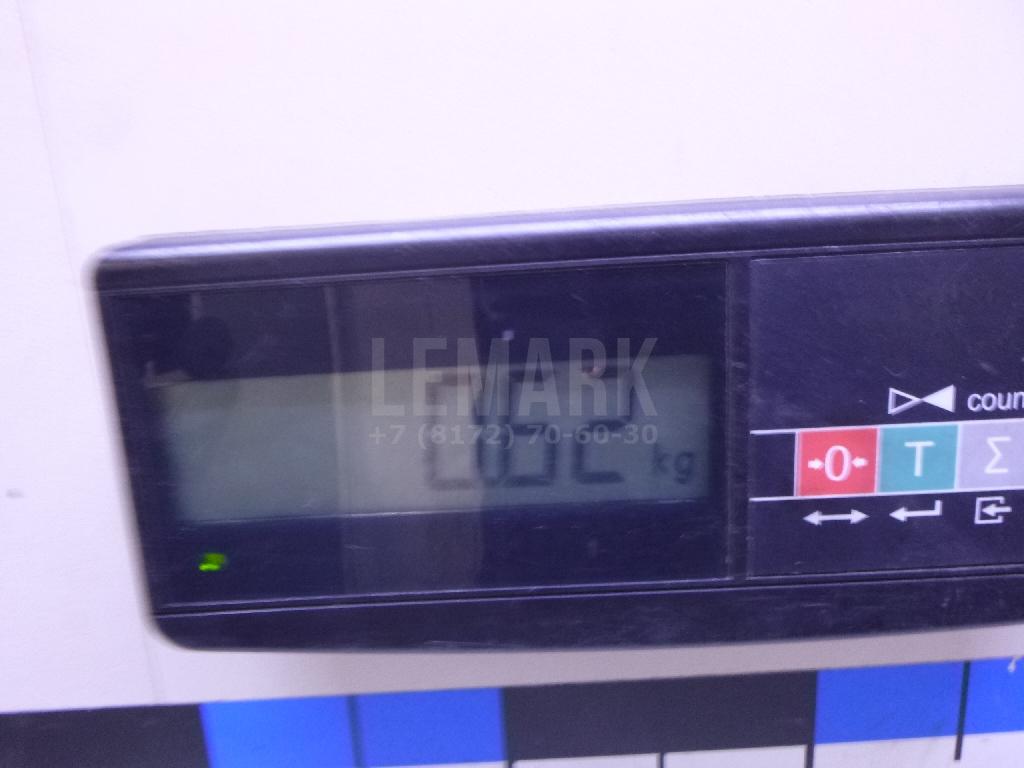 LEMARK
+7 (8172) 70-60-30
kg
coun
→0←
T
Σ